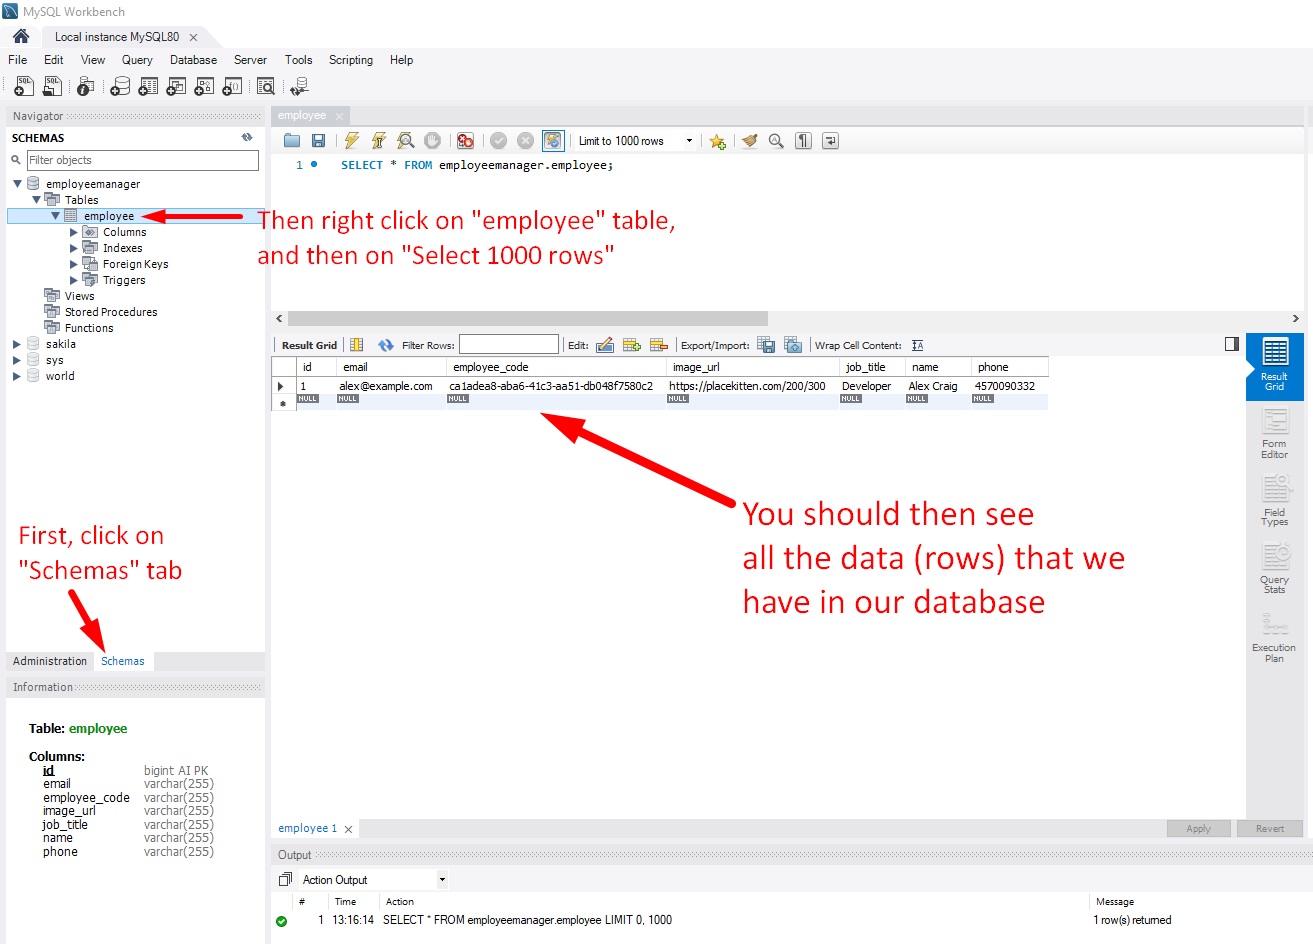 MySQL Workbench
Local instance MySQL80
File Edit View Query Database Server Tools Scripting Help
Navigator
SCHEMAS
Filter objects
employeemanager
Tables
employee
Columns
Indexes
Foreign Keys
Triggers
Views
Stored Procedures
Functions
sakila
sys
world
First, click on
"Schemas" tab
Administration Schemas
Information
Table: employee
Columns:
id bigint AI PK
email varchar(255)
employee_code varchar(255)
image_url varchar(255)
job_title varchar(255)
name varchar(255)
phone varchar(255)
employee
Limit to 1000 rows
1 SELECT * FROM employeemanager.employee;
Then right click on "employee" table,
and then on "Select 1000 rows"
Result Grid Filter Rows: Edit: Export/Import: Wrap Cell Content:
id email employee_code image_url job_title name phone
1 alex@example.com ca1adea8-aba6-41c3-aa51-db048f7580c2 https://placekitten.com/200/300 Developer Alex Craig 4570090332
NULL NULL NULL NULL NULL NULL NULL
You should then see
all the data (rows) that we
have in our database
Result
Grid
Form
Editor
Field
Types
Query
Stats
Execution
Plan
employee 1
Apply Revert
Output
Action Output
# Time Action Message
1 13:16:14 SELECT * FROM employeemanager.employee LIMIT 0, 1000 1 row(s) returned